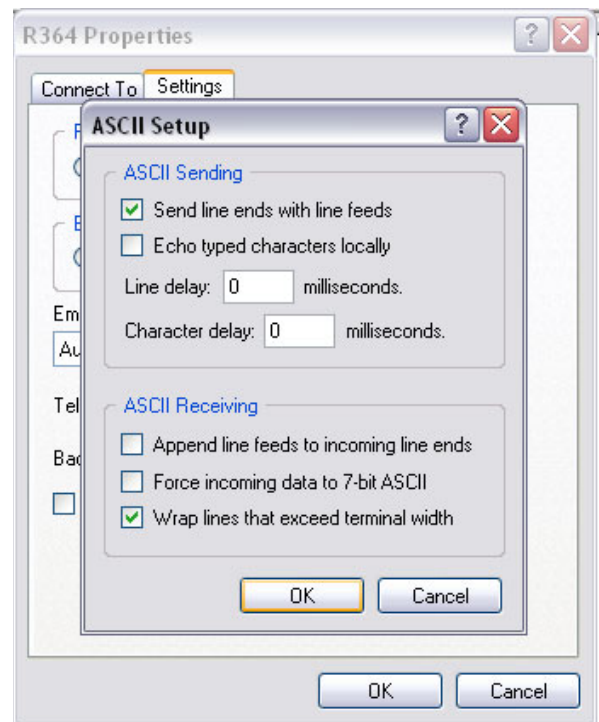 R364 Properties
Connect To Settings
ASCII Setup
ASCII Sending
Send line ends with line feeds
Echo typed characters locally
Line delay: 0 milliseconds.
Character delay: 0 milliseconds.
ASCII Receiving
Append line feeds to incoming line ends
Force incoming data to 7-bit ASCII
Wrap lines that exceed terminal width
OK Cancel
OK Cancel